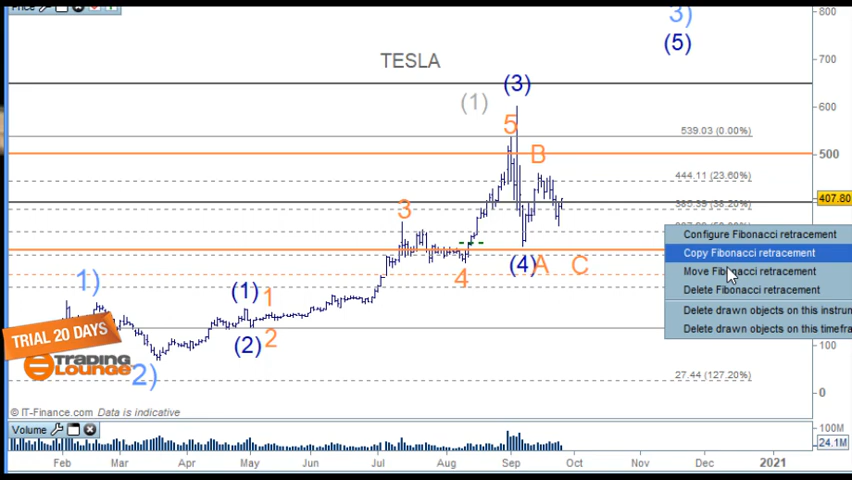 Price
3)
800
(5)
TESLA
700
(3)
(1)
600
5
539.03 (0.00%)
B
500
444.11 (23.60%)
3
407.80
Configure Fibonacci retracement
(4) A C
Copy Fibonacci retracement
4
Move Fibonacci retracement
1)
(1) 1
Delete Fibonacci retracement
Delete drawn objects on this instrum
TRIAL 20 DAYS
(2) 2
Delete drawn objects on this timefra
100
TRADING
LOUNGE
2)
27.44 (127.20%)
0
© IT-Finance.com Data is indicative
Volume
100M
24.1M
Feb Mar Apr May Jun Jul Aug Sep Oct Nov Dec 2021